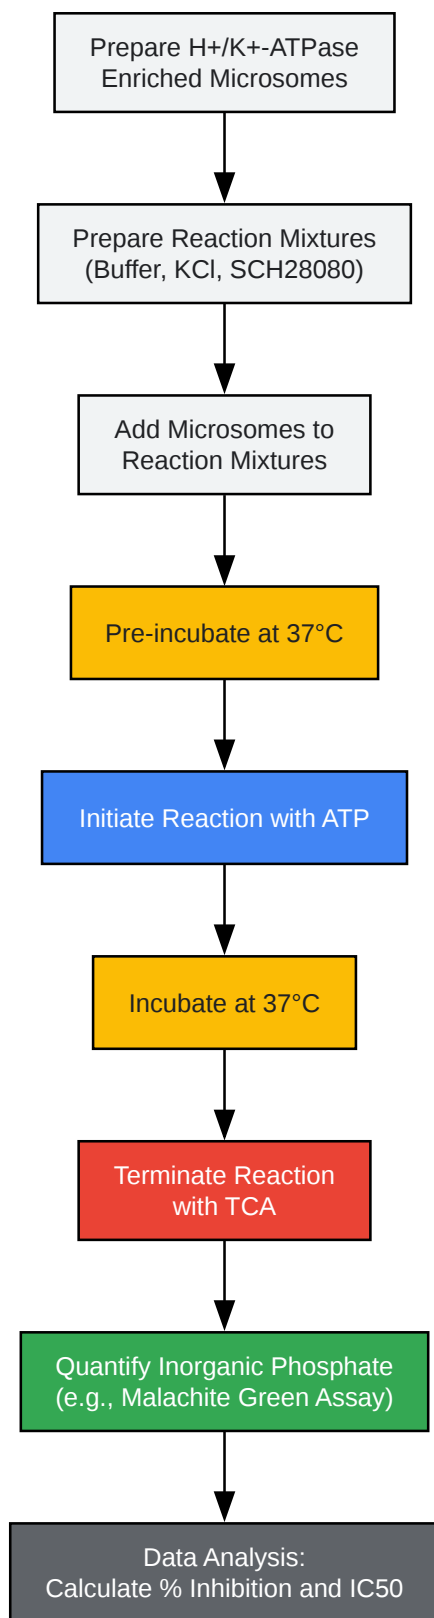 Prepare H+/K+-ATPase
Enriched Microsomes
Prepare Reaction Mixtures
(Buffer, KCl, SCH28080)
Add Microsomes to
Reaction Mixtures
Pre-incubate at 37°C
Initiate Reaction with ATP
Incubate at 37°C
Terminate Reaction
with TCA
Quantify Inorganic Phosphate
(e.g., Malachite Green Assay)
Data Analysis:
Calculate % Inhibition and IC50